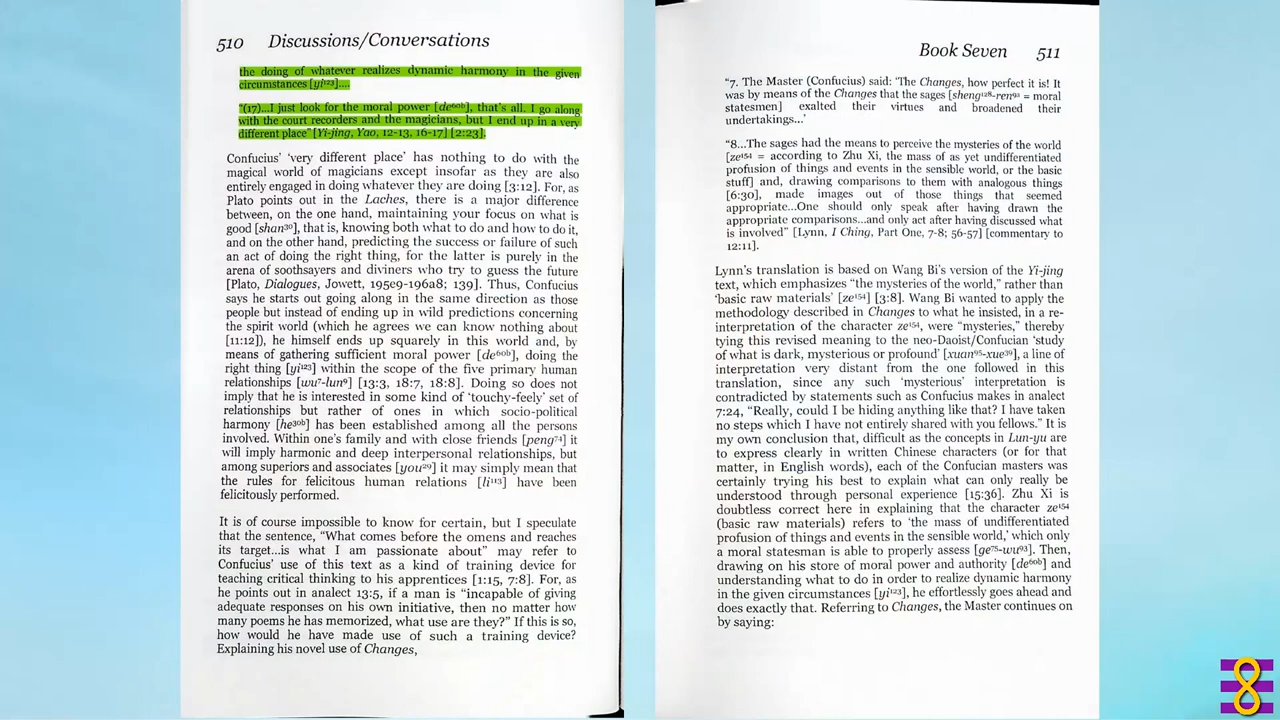 510 Discussions/Conversations
the doing of whatever realizes dynamic harmony in the given
circumstances [yi¹²³]....
"(17)...I just look for the moral power [de⁶⁰ᵇ], that's all. I go along
with the court recorders and the magicians, but I end up in a very
different place" [Yi-jing, Yao, 12-13, 16-17] [2:23].
Confucius' 'very different place' has nothing to do with the
magical world of magicians except insofar as they are also
entirely engaged in doing whatever they are doing [3:12]. For, as
Plato points out in the Laches, there is a major difference
between, on the one hand, maintaining your focus on what is
good [shan³⁰], that is, knowing both what to do and how to do it,
and on the other hand, predicting the success or failure of such
an act of doing the right thing, for the latter is purely in the
arena of soothsayers and diviners who try to guess the future
[Plato, Dialogues, Jowett, 195e9-196a8; 139]. Thus, Confucius
says he starts out going along in the same direction as those
people but instead of ending up in wild predictions concerning
the spirit world (which he agrees we can know nothing about
[11:12]), he himself ends up squarely in this world and, by
means of gathering sufficient moral power [de⁶⁰ᵇ], doing the
right thing [yi¹²³] within the scope of the five primary human
relationships [wu⁷-lun⁹] [13:3, 18:7, 18:8]. Doing so does not
imply that he is interested in some kind of 'touchy-feely' set of
relationships but rather of ones in which socio-political
harmony [he³⁰ᵇ] has been established among all the persons
involved. Within one's family and with close friends [peng⁷⁴] it
will imply harmonic and deep interpersonal relationships, but
among superiors and associates [you²⁹] it may simply mean that
the rules for felicitous human relations [li¹¹³] have been
felicitously performed.
It is of course impossible to know for certain, but I speculate
that the sentence, "What comes before the omens and reaches
its target...is what I am passionate about" may refer to
Confucius' use of this text as a kind of training device for
teaching critical thinking to his apprentices [1:15, 7:8]. For, as
he points out in analect 13:5, if a man is "incapable of giving
adequate responses on his own initiative, then no matter how
many poems he has memorized, what use are they?" If this is so,
how would he have made use of such a training device?
Explaining his novel use of Changes,
Book Seven 511
"7. The Master (Confucius) said: 'The Changes, how perfect it is! It
was by means of the Changes that the sages [sheng¹²⁸-ren⁹ᵃ = moral
statesmen] exalted their virtues and broadened their
undertakings...'
"8...The sages had the means to perceive the mysteries of the world
[ze¹⁵⁴ = according to Zhu Xi, the mass of as yet undifferentiated
profusion of things and events in the sensible world, or the basic
stuff] and, drawing comparisons to them with analogous things
[6:30], made images out of those things that seemed
appropriate...One should only speak after having drawn the
appropriate comparisons...and only act after having discussed what
is involved" [Lynn, I Ching, Part One, 7-8; 56-57] [commentary to
12:11].
Lynn's translation is based on Wang Bi's version of the Yi-jing
text, which emphasizes "the mysteries of the world," rather than
'basic raw materials' [ze¹⁵⁴] [3:8]. Wang Bi wanted to apply the
methodology described in Changes to what he insisted, in a re-
interpretation of the character ze¹⁵⁴, were "mysteries," thereby
tying this revised meaning to the neo-Daoist/Confucian 'study
of what is dark, mysterious or profound' [xuan⁹⁵-xue³⁹], a line of
interpretation very distant from the one followed in this
translation, since any such 'mysterious' interpretation is
contradicted by statements such as Confucius makes in analect
7:24, "Really, could I be hiding anything like that? I have taken
no steps which I have not entirely shared with you fellows." It is
my own conclusion that, difficult as the concepts in Lun-yu are
to express clearly in written Chinese characters (or for that
matter, in English words), each of the Confucian masters was
certainly trying his best to explain what can only really be
understood through personal experience [15:36]. Zhu Xi is
doubtless correct here in explaining that the character ze¹⁵⁴
(basic raw materials) refers to 'the mass of undifferentiated
profusion of things and events in the sensible world,' which only
a moral statesman is able to properly assess [ge⁷⁵-wu⁹³]. Then,
drawing on his store of moral power and authority [de⁶⁰ᵇ] and
understanding what to do in order to realize dynamic harmony
in the given circumstances [yi¹²³], he effortlessly goes ahead and
does exactly that. Referring to Changes, the Master continues on
by saying: